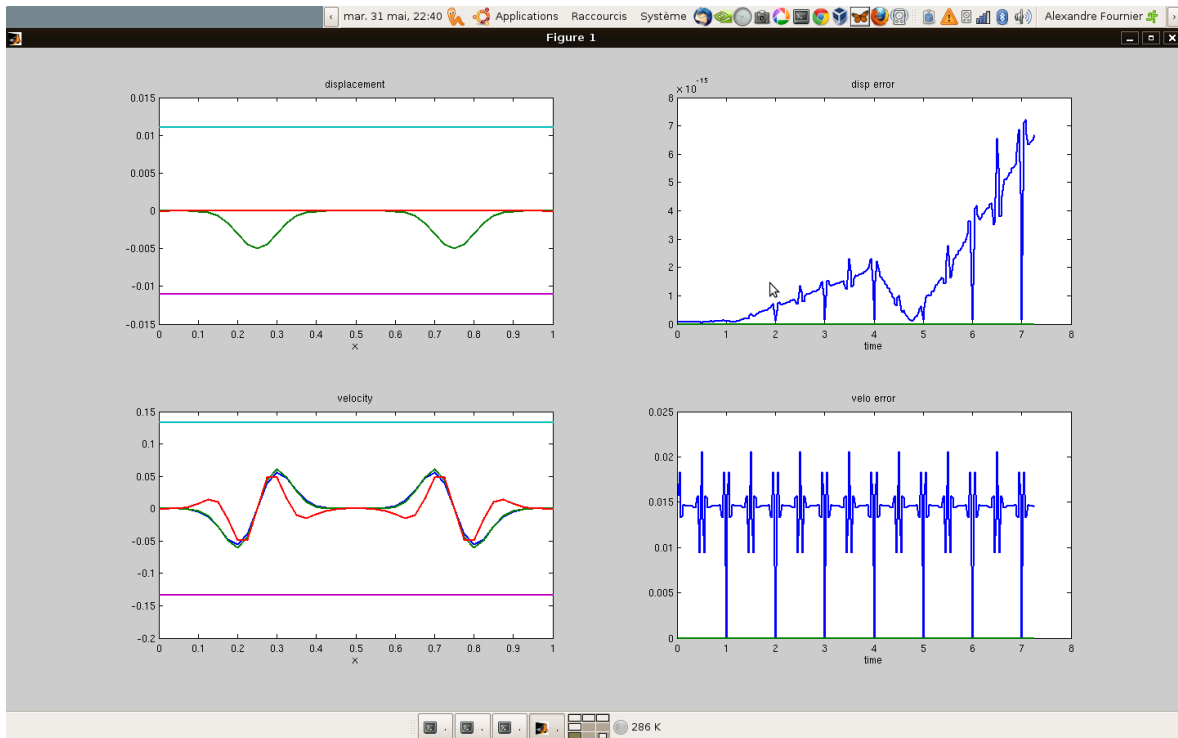 mar. 31 mai, 22:40 Applications Raccourcis Système Alexandre Fournier
Figure 1
displacement
0.015
0.01
0.005
0
-0.005
-0.01
-0.015
0 0.1 0.2 0.3 0.4 0.5 0.6 0.7 0.8 0.9 1
x
disp error
× 10^-15
8
7
6
5
4
3
2
1
0
0 1 2 3 4 5 6 7 8
time
velocity
0.15
0.1
0.05
0
-0.05
-0.1
-0.15
-0.2
0 0.1 0.2 0.3 0.4 0.5 0.6 0.7 0.8 0.9 1
x
velo error
0.025
0.02
0.015
0.01
0.005
0
0 1 2 3 4 5 6 7 8
time
286 K